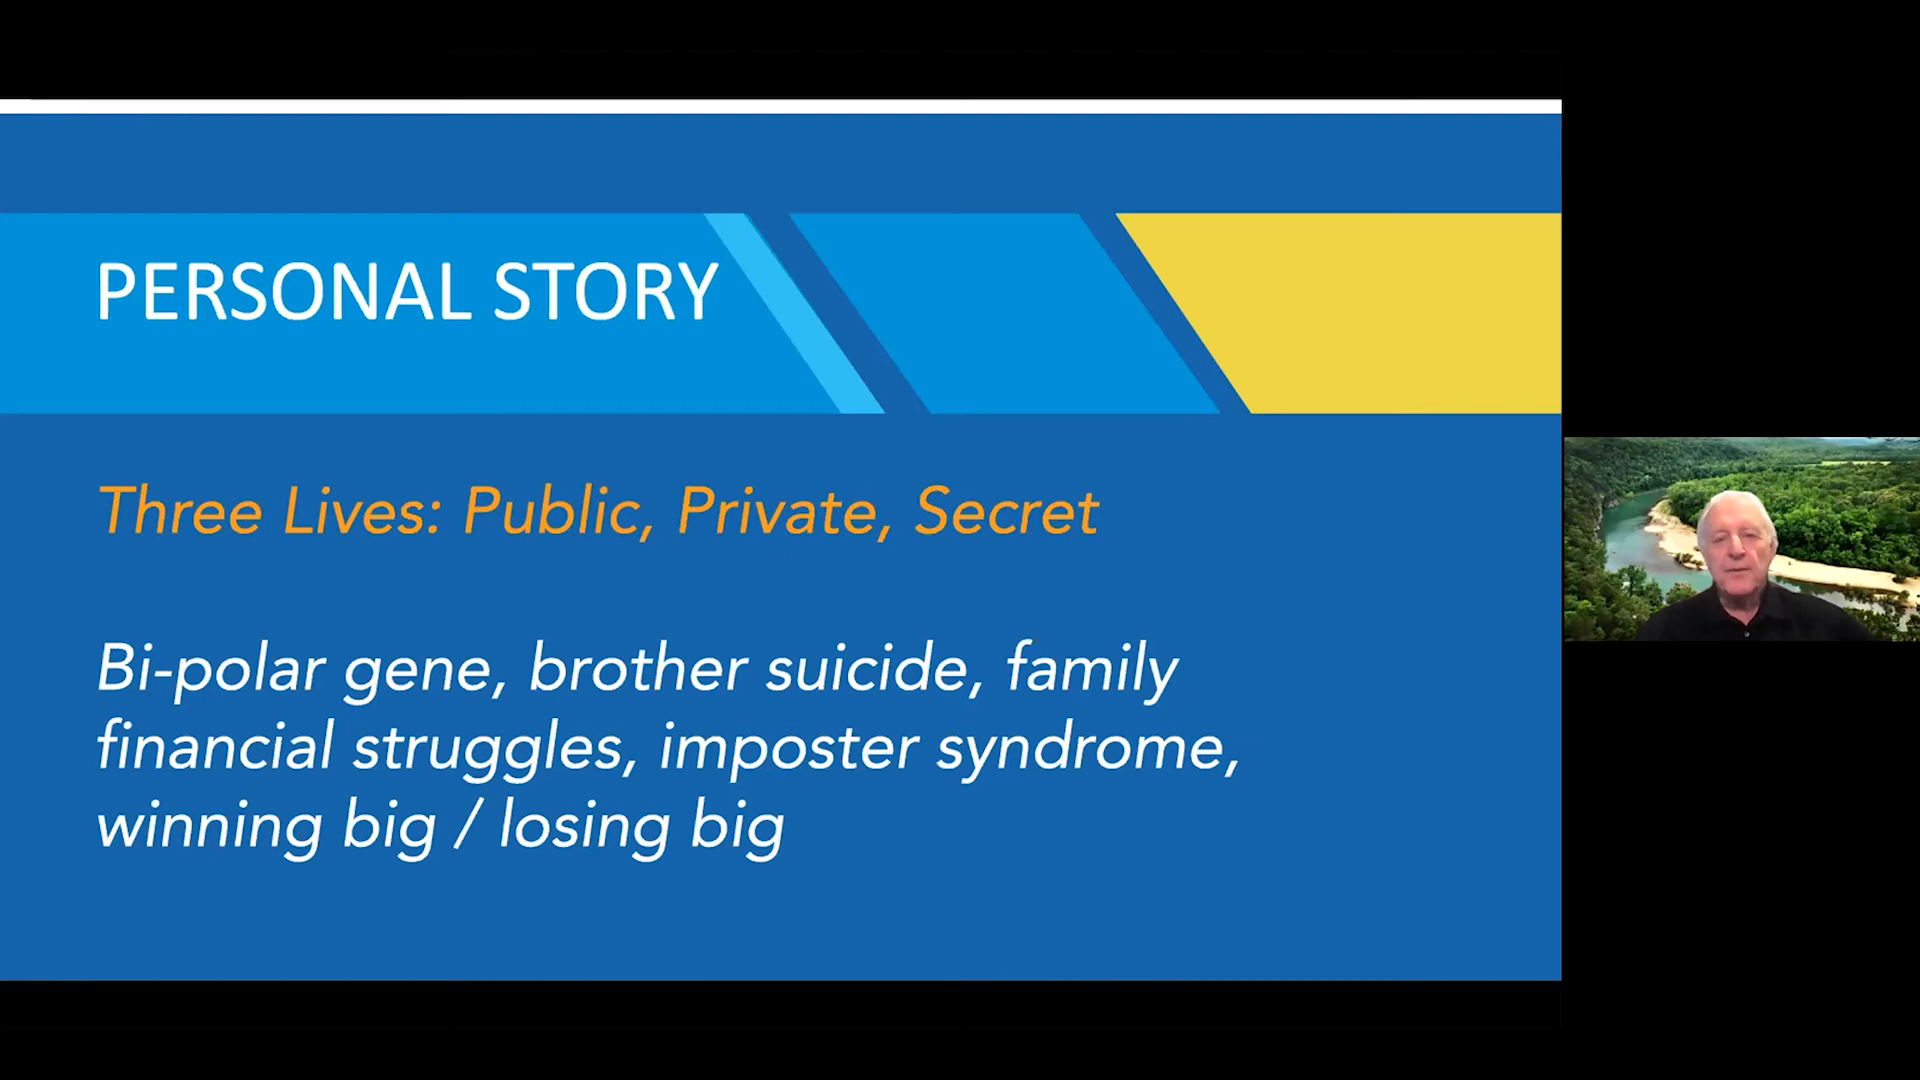 PERSONAL STORY
Three Lives: Public, Private, Secret
Bi-polar gene, brother suicide, family
financial struggles, imposter syndrome,
winning big / losing big